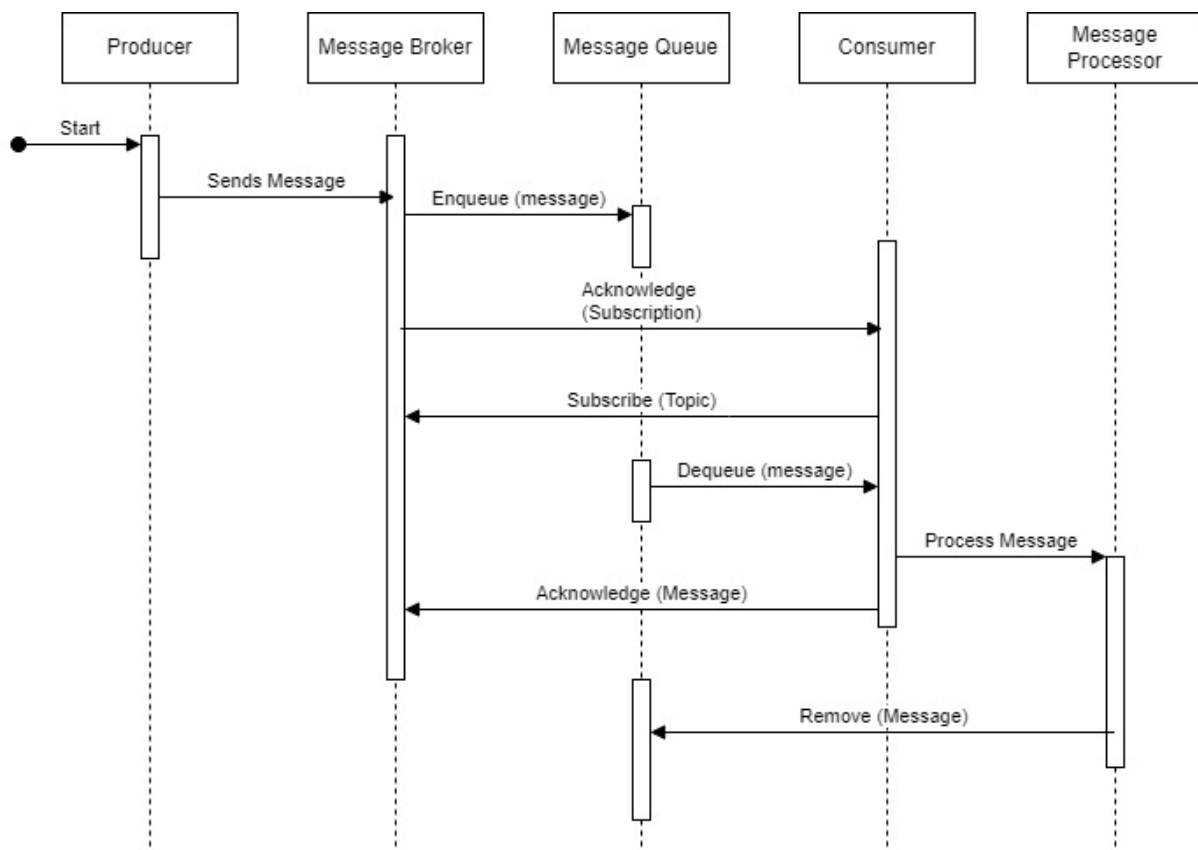 Producer
Message Broker
Message Queue
Consumer
Message
Processor
Start
Sends Message
Enqueue (message)
Acknowledge
(Subscription)
Subscribe (Topic)
Dequeue (message)
Process Message
Acknowledge (Message)
Remove (Message)